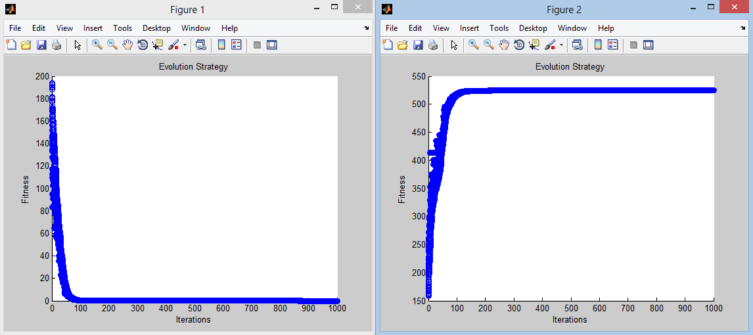 Figure 1
File Edit View Insert Tools Desktop Window Help
Evolution Strategy
200
180
160
140
120
100
80
60
40
20
0
Fitness
0 100 200 300 400 500 600 700 800 900 1000
Iterations
Figure 2
File Edit View Insert Tools Desktop Window Help
Evolution Strategy
550
500
450
400
350
300
250
200
150
Fitness
0 100 200 300 400 500 600 700 800 900 1000
Iterations